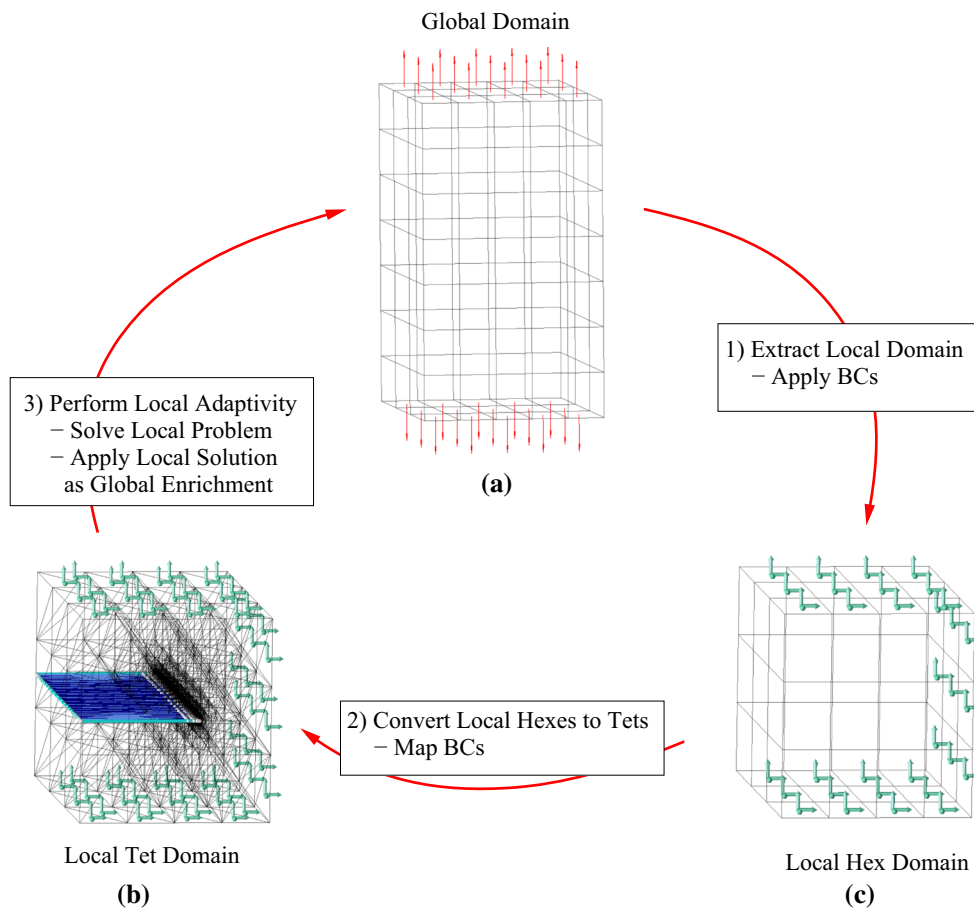 Global Domain
1) Extract Local Domain
− Apply BCs
3) Perform Local Adaptivity
− Solve Local Problem
− Apply Local Solution
as Global Enrichment
(a)
2) Convert Local Hexes to Tets
− Map BCs
Local Tet Domain
(b)
Local Hex Domain
(c)